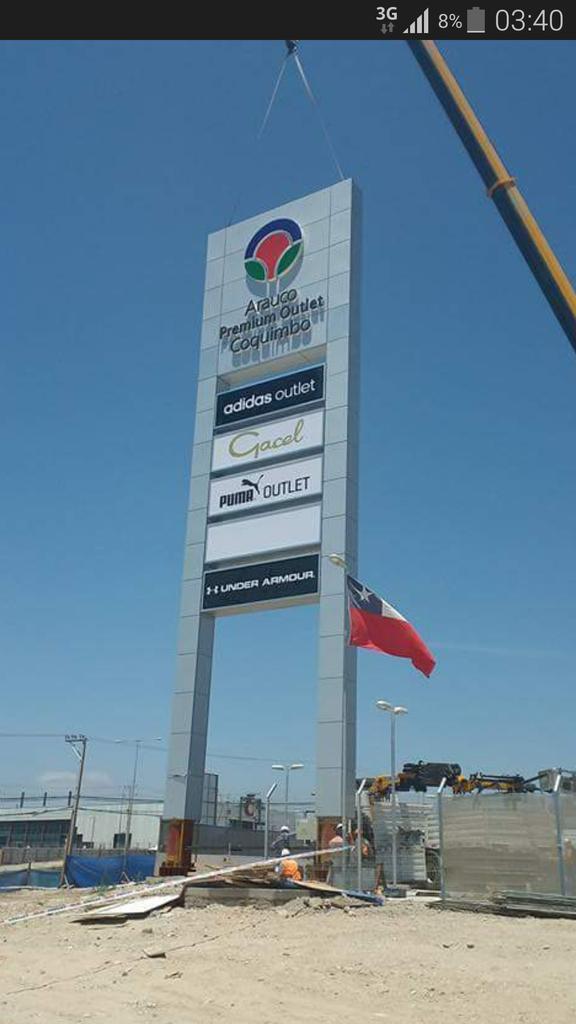 3G 8% 03:40
Arauco
Premium Outlet
Coquimbo
adidas outlet
Gacel
PUMA OUTLET
UNDER ARMOUR